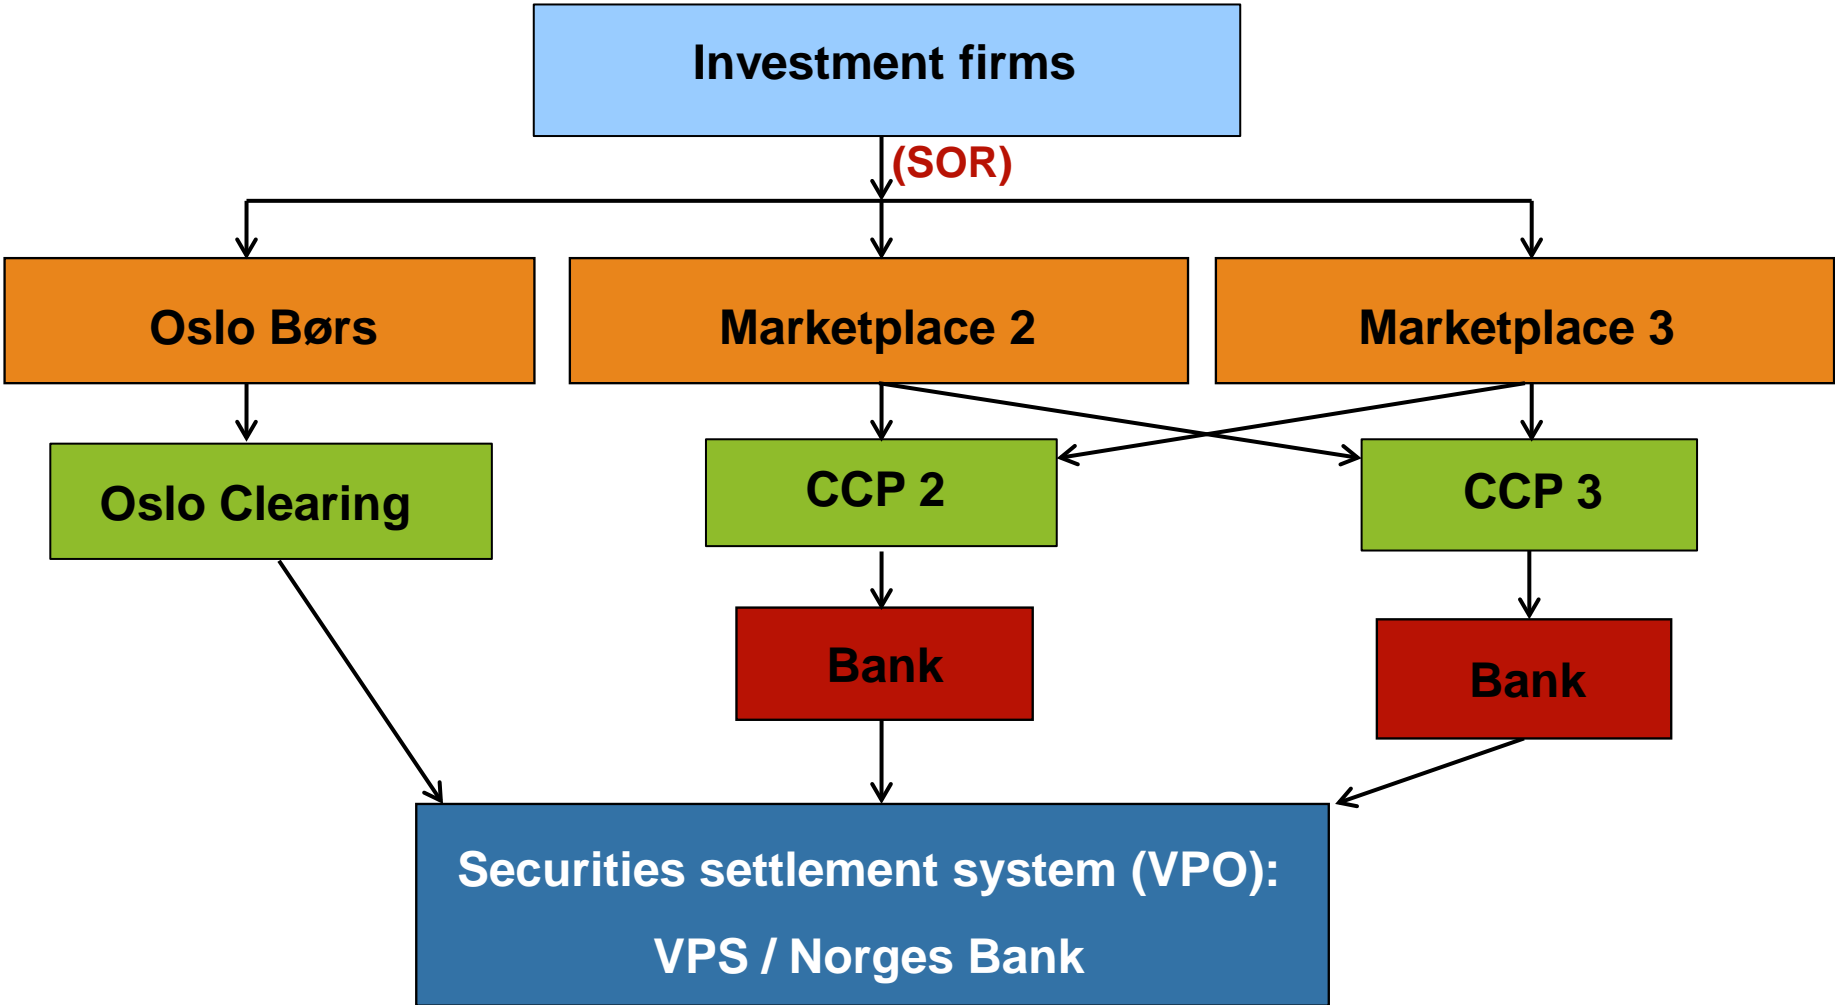 Investment firms
(SOR)
Oslo Børs
Marketplace 2
Marketplace 3
Oslo Clearing
CCP 2
CCP 3
Bank
Bank
Securities settlement system (VPO):
VPS / Norges Bank